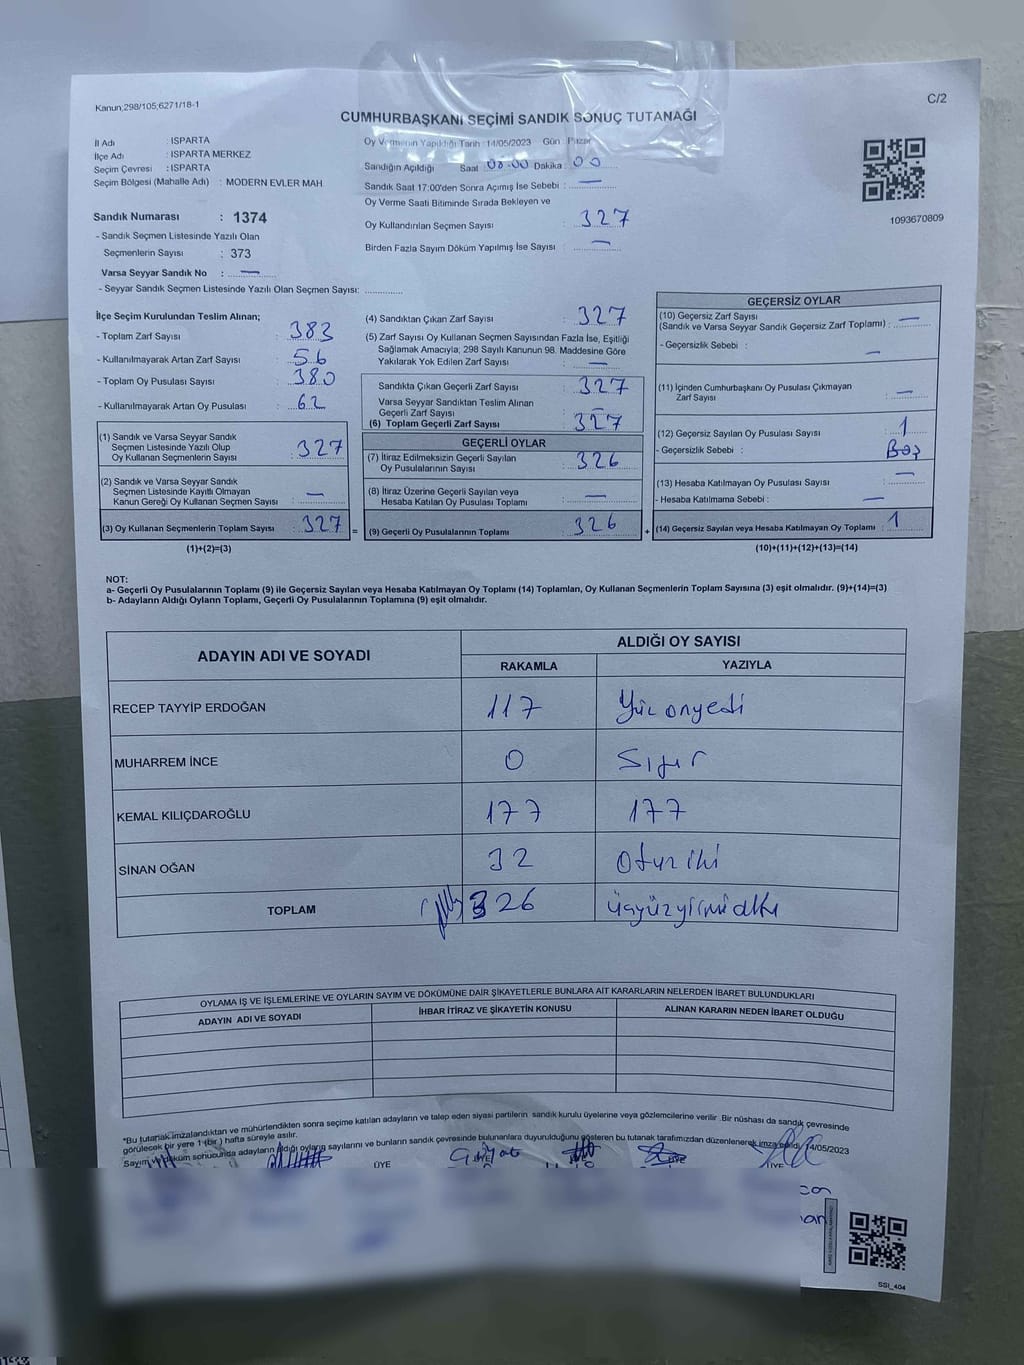 Kanun;298/105;6271/18-1
C/2
CUMHURBAŞKANI SEÇİMİ SANDIK SONUÇ TUTANAĞI
İl Adı : ISPARTA
İlçe Adı : ISPARTA MERKEZ
Seçim Çevresi : ISPARTA
Seçim Bölgesi (Mahalle Adı) : MODERN EVLER MAH.
Sandık Numarası : 1374
- Sandık Seçmen Listesinde Yazılı Olan
Seçmenlerin Sayısı : 373
Varsa Seyyar Sandık No : —
- Seyyar Sandık Seçmen Listesinde Yazılı Olan Seçmen Sayısı:
Oy Vermenin Yapıldığı Tarih :14/05/2023 Gün : Pazar
Sandığın Açıldığı Saat 08:00 Dakika : 00
Sandık Saat 17:00'den Sonra Açımış İse Sebebi : —
Oy Verme Saati Bitiminde Sırada Bekleyen ve
Oy Kullandırılan Seçmen Sayısı : 327
Birden Fazla Sayım Döküm Yapılmış İse Sayısı : —
1093670809
İlçe Seçim Kurulundan Teslim Alınan;
- Toplam Zarf Sayısı : 383
- Kullanılmayarak Artan Zarf Sayısı : 56
- Toplam Oy Pusulası Sayısı : 380
- Kullanılmayarak Artan Oy Pusulası : 62
(1) Sandık ve Varsa Seyyar Sandık
Seçmen Listesinde Yazılı Olup
Oy Kullanan Seçmenlerin Sayısı : 327
(2) Sandık ve Varsa Seyyar Sandık
Seçmen Listesinde Kayıtlı Olmayan
Kanun Gereği Oy Kullanan Seçmen Sayısı : —
(3) Oy Kullanan Seçmenlerin Toplam Sayısı : 327
(1)+(2)=(3)
(4) Sandıktan Çıkan Zarf Sayısı : 327
(5) Zarf Sayısı Oy Kullanan Seçmen Sayısından Fazla İse, Eşitliği
Sağlamak Amacıyla; 298 Sayılı Kanunun 98. Maddesine Göre
Yakılarak Yok Edilen Zarf Sayısı : —
Sandıkta Çıkan Geçerli Zarf Sayısı : 327
Varsa Seyyar Sandıktan Teslim Alınan
Geçerli Zarf Sayısı : —
(6) Toplam Geçerli Zarf Sayısı : 327
GEÇERLİ OYLAR
(7) İtiraz Edilmeksizin Geçerli Sayılan
Oy Pusulalarının Sayısı : 326
(8) İtiraz Üzerine Geçerli Sayılan veya
Hesaba Katılan Oy Pusulası Toplamı : —
= (9) Geçerli Oy Pusulalarının Toplamı : 326
GEÇERSİZ OYLAR
(10) Geçersiz Zarf Sayısı
(Sandık ve Varsa Seyyar Sandık Geçersiz Zarf Toplamı) : —
- Geçersizlik Sebebi : —
(11) İçinden Cumhurbaşkanı Oy Pusulası Çıkmayan
Zarf Sayısı : —
(12) Geçersiz Sayılan Oy Pusulası Sayısı : 1
- Geçersizlik Sebebi : Boş
(13) Hesaba Katılmayan Oy Pusulası Sayısı : —
- Hesaba Katılmama Sebebi : —
+ (14) Geçersiz Sayılan veya Hesaba Katılmayan Oy Toplamı : 1
(10)+(11)+(12)+(13)=(14)
NOT:
a- Geçerli Oy Pusulalarının Toplamı (9) ile Geçersiz Sayılan veya Hesaba Katılmayan Oy Toplamı (14) Toplamları, Oy Kullanan Seçmenlerin Toplam Sayısına (3) eşit olmalıdır. (9)+(14)=(3)
b- Adayların Aldığı Oyların Toplamı, Geçerli Oy Pusulalarının Toplamına (9) eşit olmalıdır.
ADAYIN ADI VE SOYADI ALDIĞI OY SAYISI
RAKAMLA YAZIYLA
RECEP TAYYİP ERDOĞAN 117 Yüz onyedi
MUHARREM İNCE 0 Sıfır
KEMAL KILIÇDAROĞLU 177 177
SİNAN OĞAN 32 Otuz iki
TOPLAM 326 üçyüzyirmialtı
OYLAMA İŞ VE İŞLEMLERİNE VE OYLARIN SAYIM VE DÖKÜMÜNE DAİR ŞİKAYETLERLE BUNLARA AİT KARARLARIN NELERDEN İBARET BULUNDUKLARI
ADAYIN ADI VE SOYADI İHBAR İTİRAZ VE ŞİKAYETİN KONUSU ALINAN KARARIN NEDEN İBARET OLDUĞU
*Bu tutanak imzalandıktan ve mühürlendikten sonra seçime katılan adayların ve talep eden siyasi partilerin sandık kurulu üyelerine veya gözlemcilerine verilir. Bir nüshası da sandık çevresinde
görülecek bir yere 1 (bir) hafta süreyle asılır.
Sayım ve döküm sonucunda adayların aldığı oyların sayılarını ve bunların sandık çevresinde bulunanlara duyurulduğunu gösteren bu tutanak tarafımızdan düzenlenerek imza edildi. 14/05/2023
ÜYE ÜYE ÜYE
SSI_404